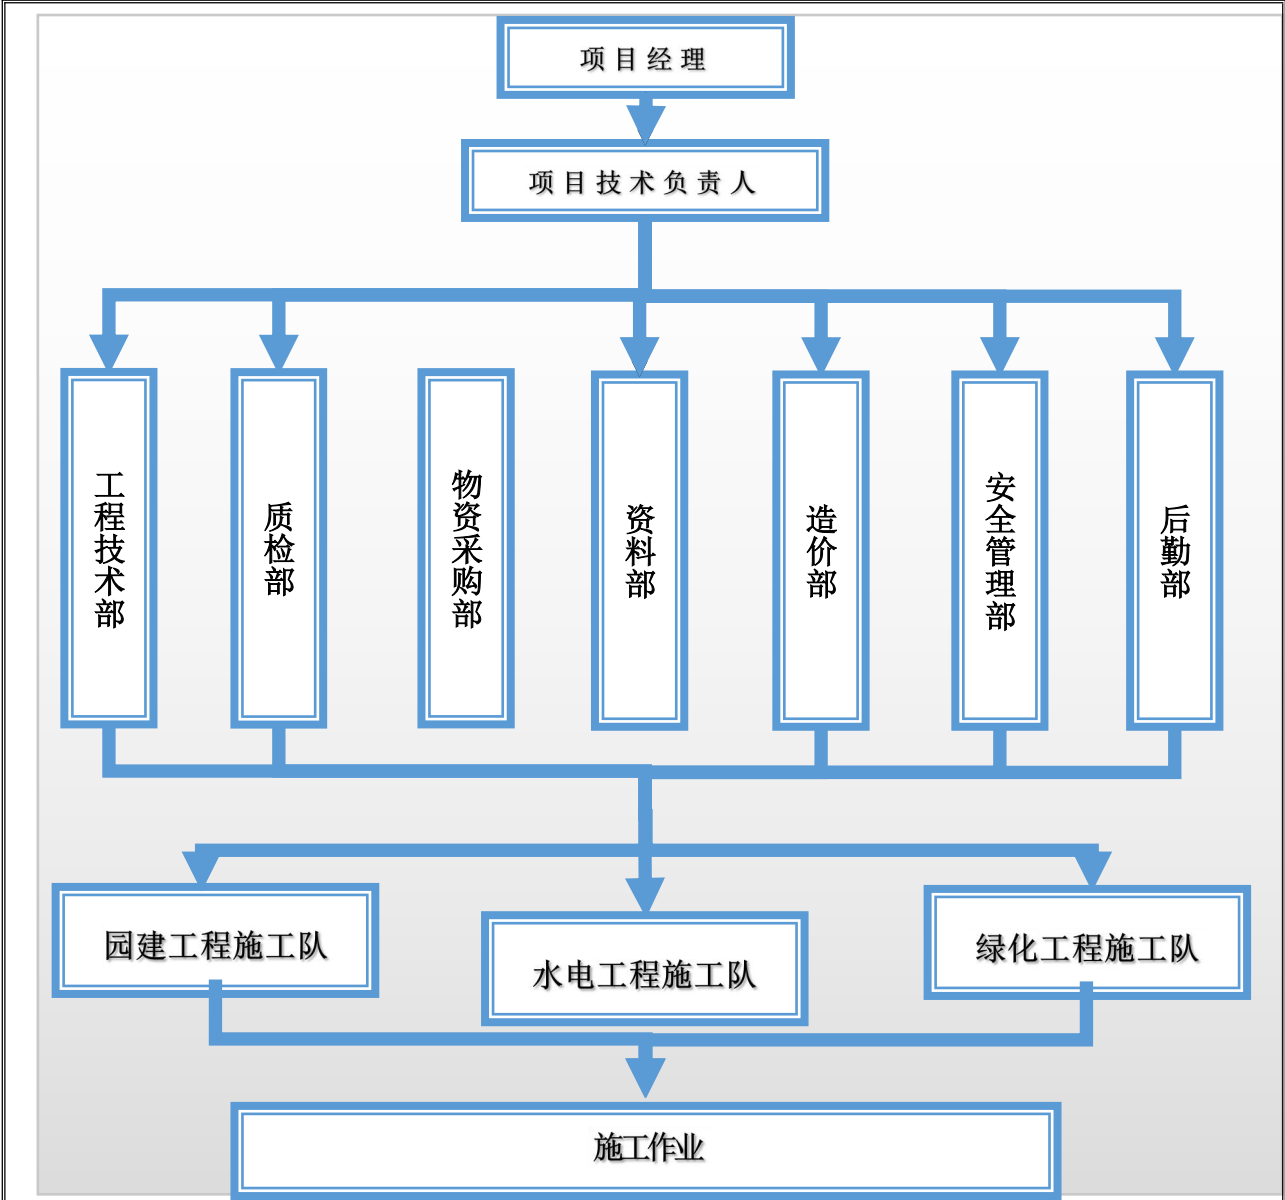 项目经理
项目技术负责人
工程技术部
质检部
物资采购部
资料部
造价部
安全管理部
后勤部
园建工程施工队
水电工程施工队
绿化工程施工队
施工作业